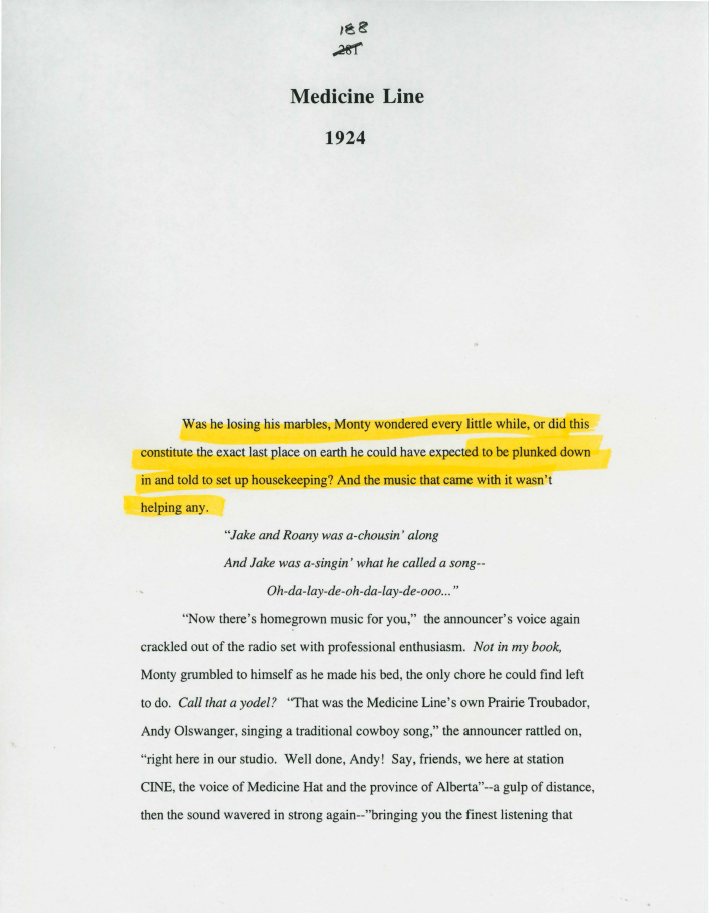 188
281
Medicine Line
1924
Was he losing his marbles, Monty wondered every little while, or did this
constitute the exact last place on earth he could have expected to be plunked down
in and told to set up housekeeping? And the music that came with it wasn't
helping any.
"Jake and Roany was a-chousin' along
And Jake was a-singin' what he called a song--
Oh-da-lay-de-oh-da-lay-de-ooo..."
"Now there's homegrown music for you," the announcer's voice again
crackled out of the radio set with professional enthusiasm. Not in my book,
Monty grumbled to himself as he made his bed, the only chore he could find left
to do. Call that a yodel? "That was the Medicine Line's own Prairie Troubador,
Andy Olswanger, singing a traditional cowboy song," the announcer rattled on,
"right here in our studio. Well done, Andy! Say, friends, we here at station
CINE, the voice of Medicine Hat and the province of Alberta"--a gulp of distance,
then the sound wavered in strong again--"bringing you the finest listening that